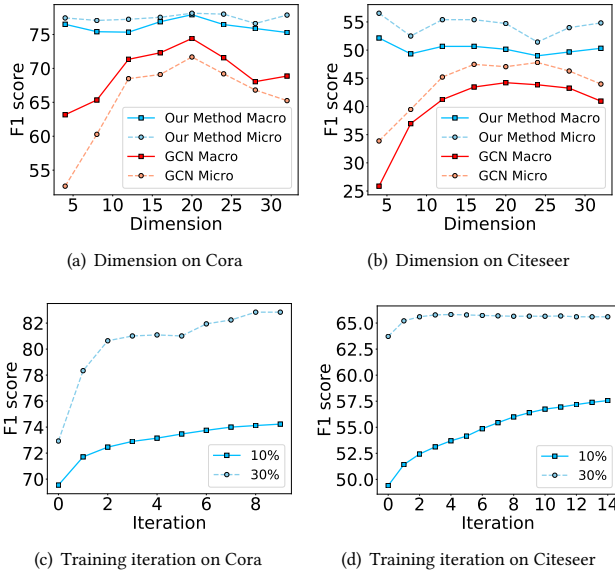 75
70
65
60
55
F1 score
5 10 15 20 25 30
Dimension
Our Method Macro
Our Method Micro
GCN Macro
GCN Micro
(a) Dimension on Cora
55
50
45
40
35
30
25
F1 score
5 10 15 20 25 30
Dimension
Our Method Macro
Our Method Micro
GCN Macro
GCN Micro
(b) Dimension on Citeseer
82
80
78
76
74
72
70
F1 score
0 2 4 6 8
Iteration
10%
30%
(c) Training iteration on Cora
65.0
62.5
60.0
57.5
55.0
52.5
50.0
F1 score
0 2 4 6 8 10 12 14
Iteration
10%
30%
(d) Training iteration on Citeseer